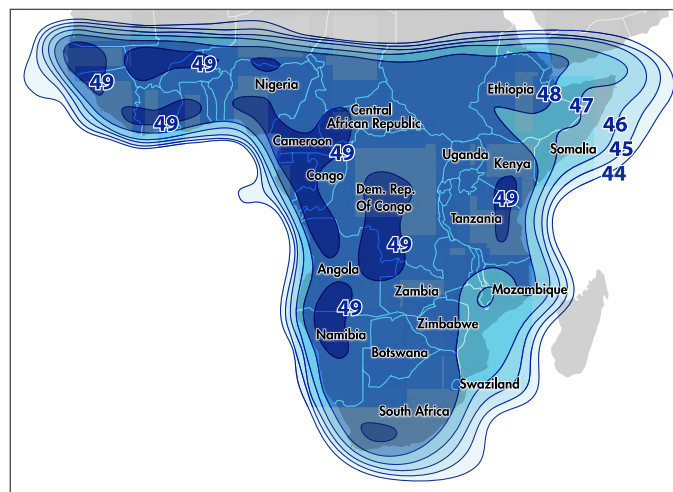 49
49
Nigeria
Ethiopia
48
47
49
Central
African Republic
46
Cameroon
49
Uganda
Kenya
Somalia
45
44
Congo
Dem. Rep.
Of Congo
49
Tanzania
49
Angola
Zambia
Mozambique
49
Namibia
Zimbabwe
Botswana
Swaziland
South Africa